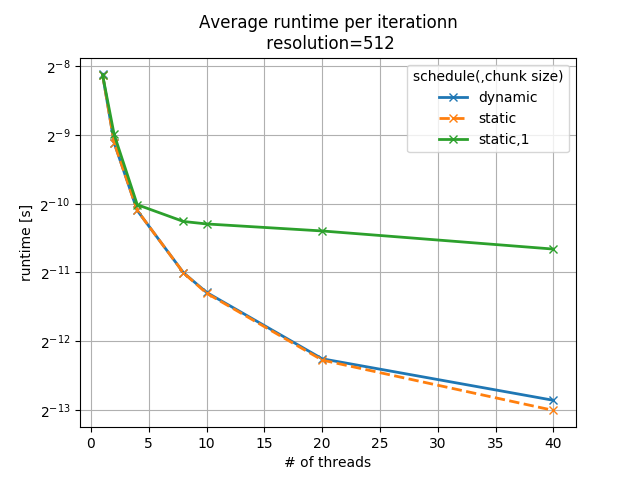 Average runtime per iterationn
resolution=512
schedule(,chunk size)
dynamic
static
static,1
runtime [s]
2⁻⁸
2⁻⁹
2⁻¹⁰
2⁻¹¹
2⁻¹²
2⁻¹³
0 5 10 15 20 25 30 35 40
# of threads